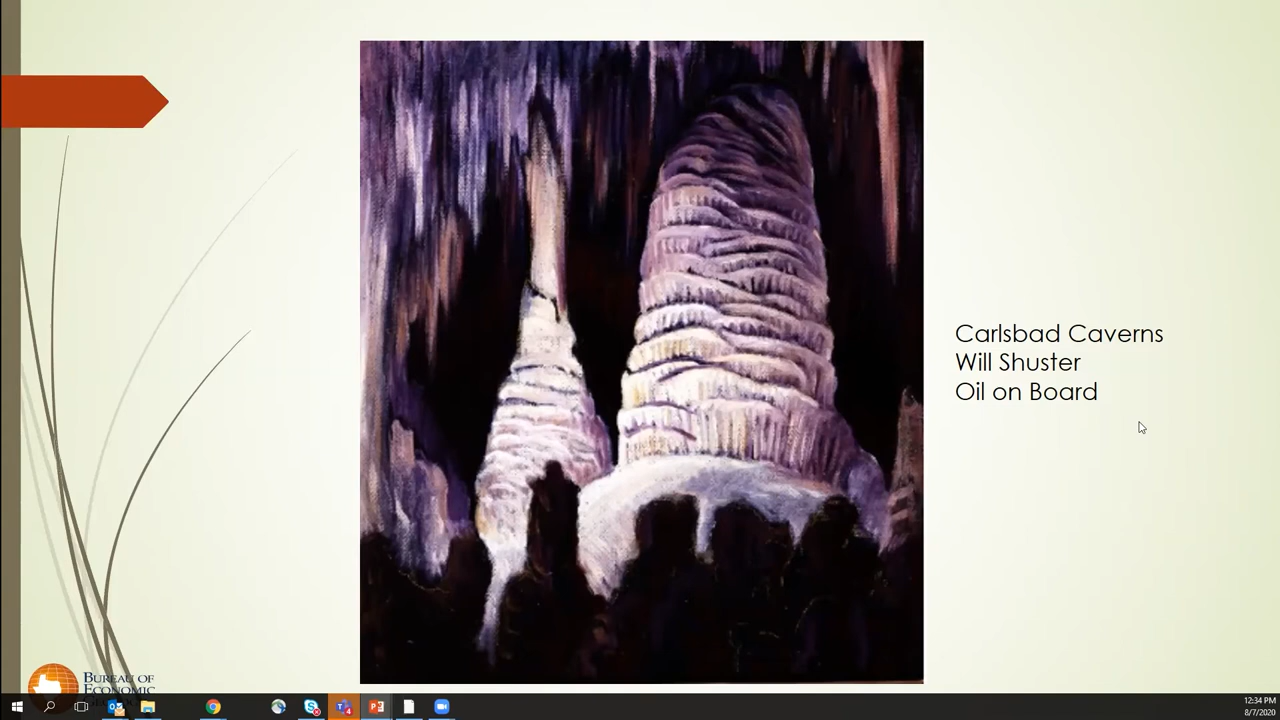 Carlsbad Caverns
Will Shuster
Oil on Board
BUREAU OF
ECONOMIC
12:34 PM
8/7/2020